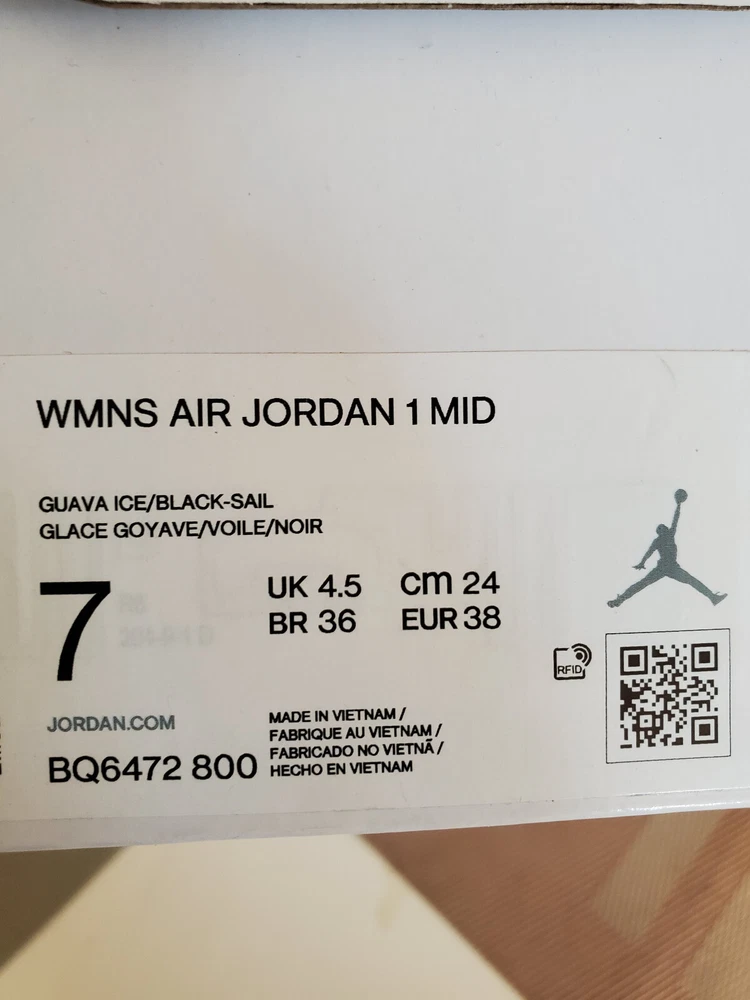 WMNS AIR JORDAN 1 MID
GUAVA ICE/BLACK-SAIL
GLACE GOYAVE/VOILE/NOIR
7
UK 4.5 cm 24
BR 36 EUR 38
RFID
JORDAN.COM
BQ6472 800
MADE IN VIETNAM /
FABRIQUE AU VIETNAM /
FABRICADO NO VIETNÃ /
HECHO EN VIETNAM